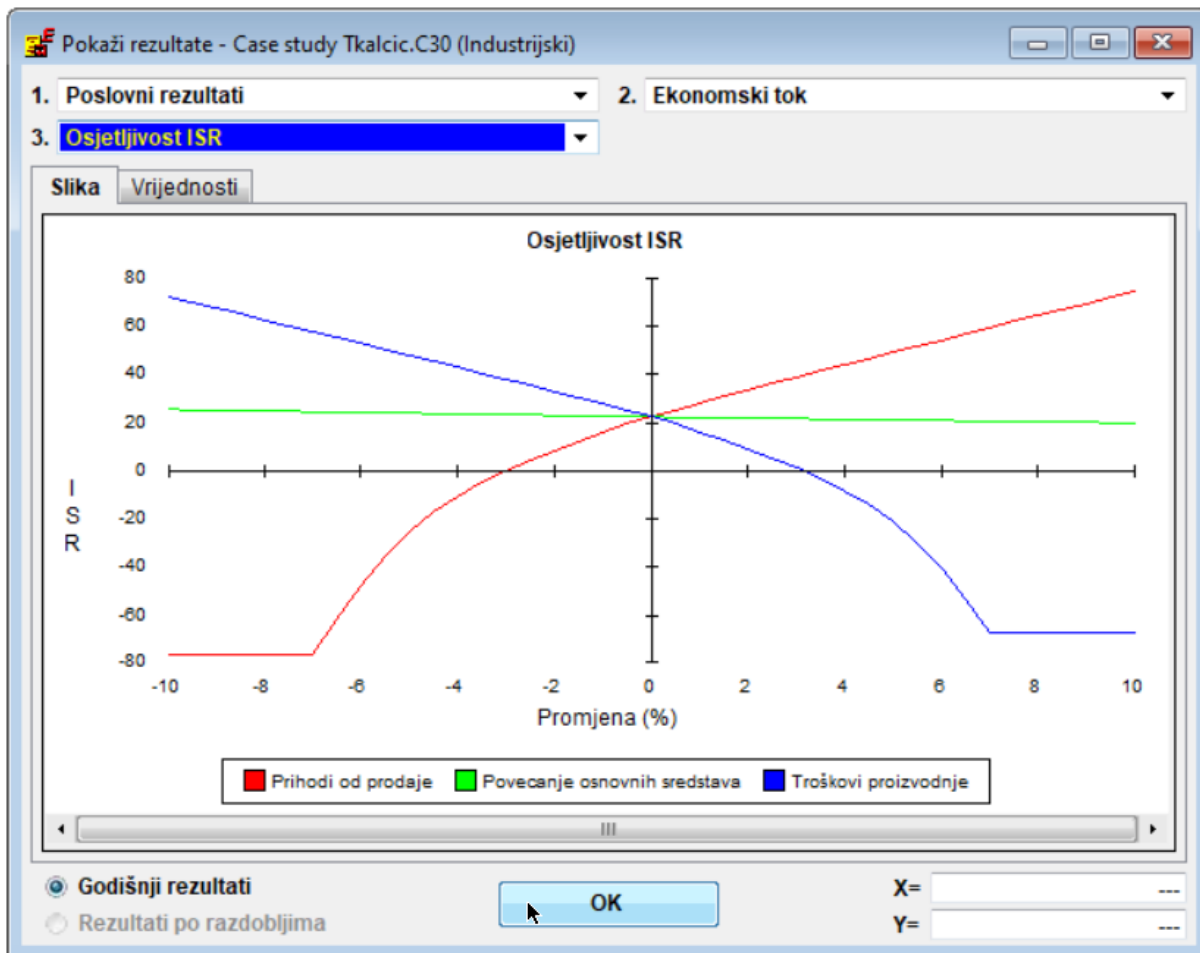 Pokaži rezultate - Case study Tkalcic.C30 (Industrijski)
1. Poslovni rezultati 2. Ekonomski tok
3. Osjetljivost ISR
Slika Vrijednosti
Osjetljivost ISR
80
60
40
20
0
-20
-40
-60
-80
I
S
R
-10 -8 -6 -4 -2 0 2 4 6 8 10
Promjena (%)
Prihodi od prodaje Povecanje osnovnih sredstava Troškovi proizvodnje
Godišnji rezultati OK X= ---
Rezultati po razdobljima Y= ---